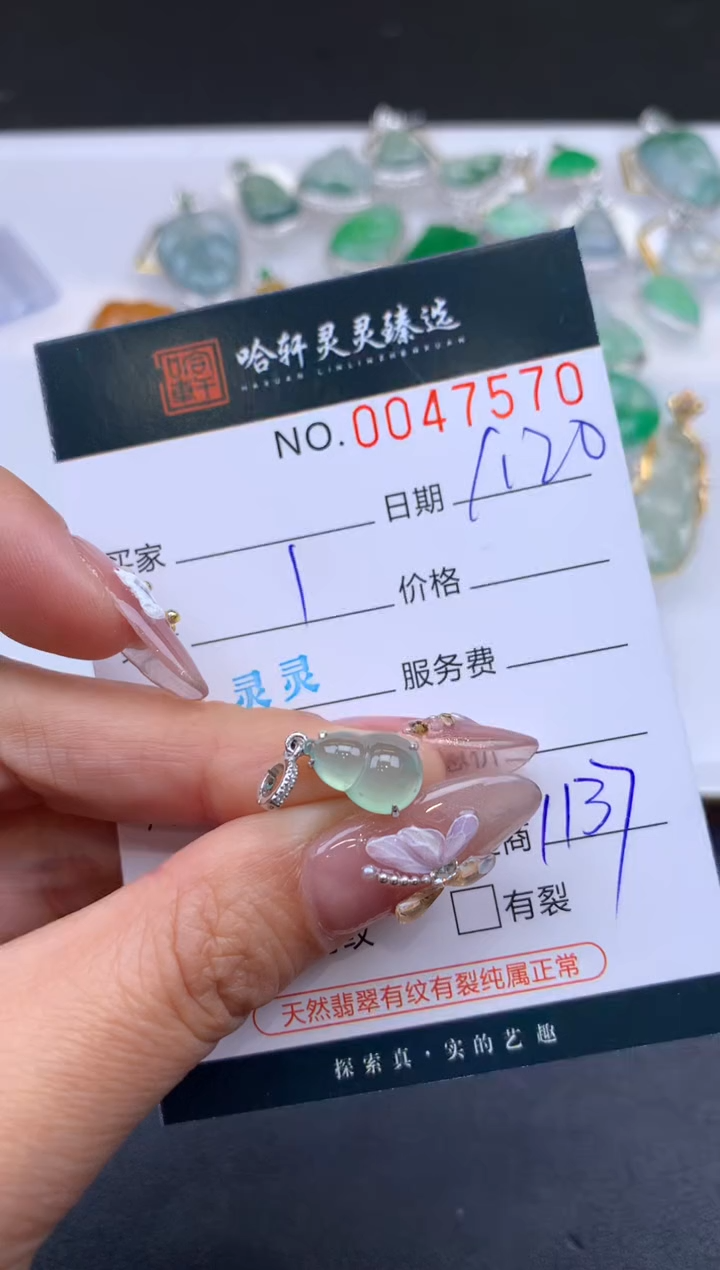 哈轩灵灵臻选
NO.0047570
买家 日期 1120
1 价格
灵灵 服务费
商 1137
有裂
天然翡翠有纹有裂纯属正常
探索真·实的艺趣